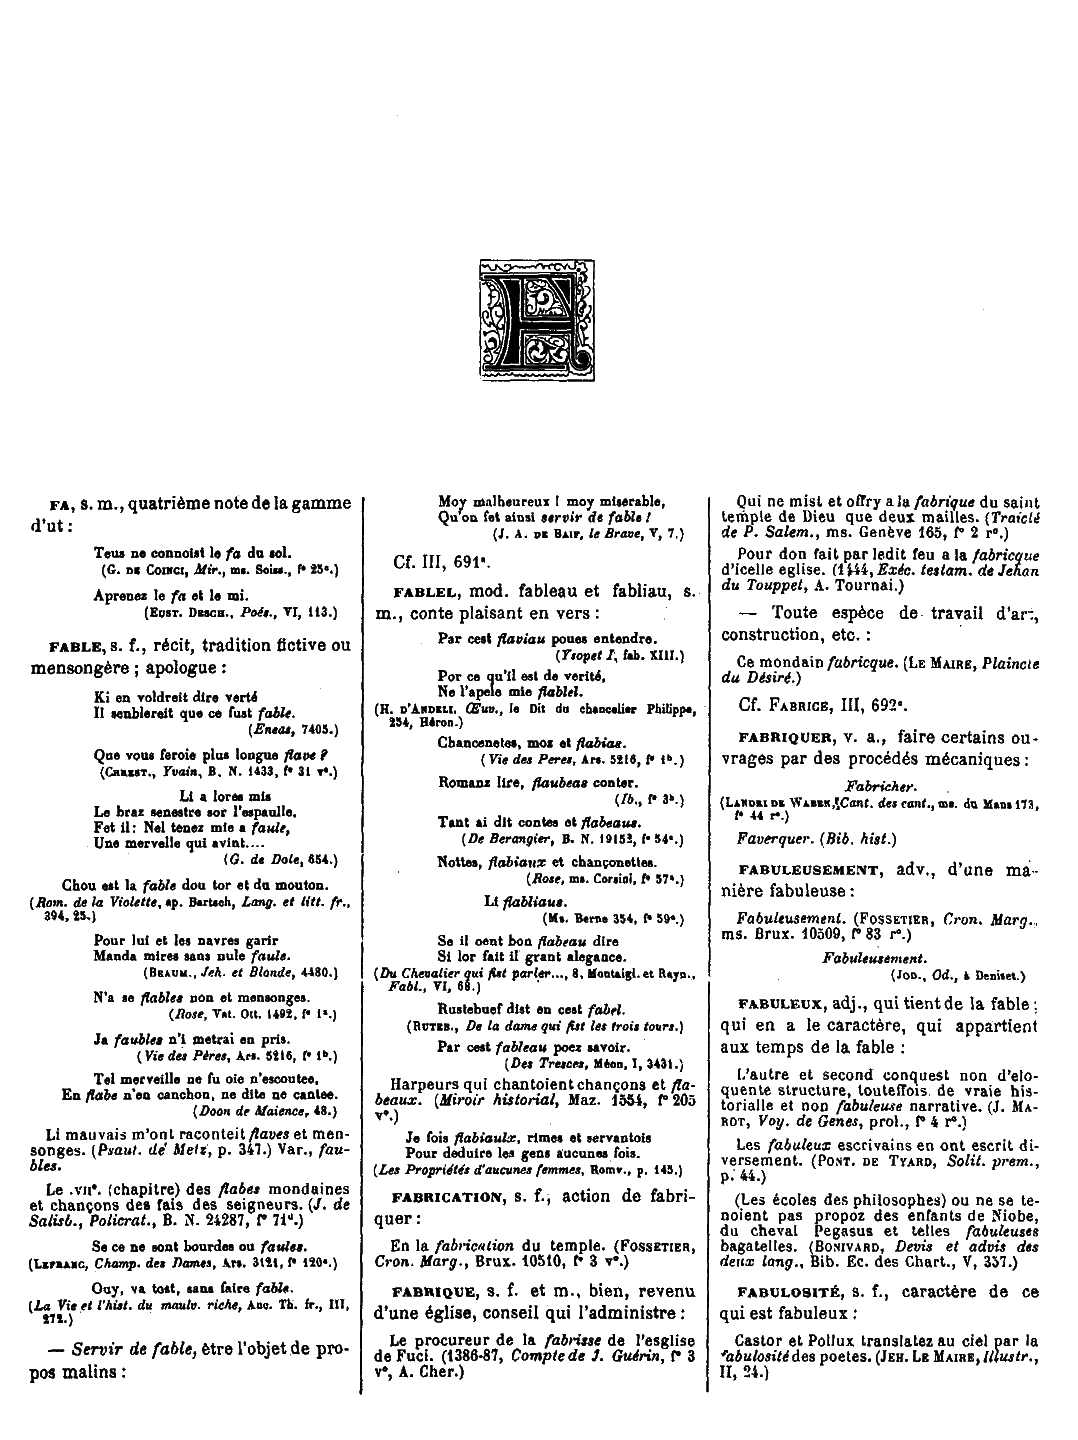 F
FA, s. m., quatrième note de la gamme
d'ut :
Teus ne connoist le fa du sol.
(G. DE COINCI, Mir., ms. Soiss., f° 25ª.)
Aprenez le fa et le mi.
(EUST. DESCH., Poés., VI, 113.)
FABLE, s. f., récit, tradition fictive ou
mensongère ; apologue :
Ki en voldreit dire verté
Il senblereit que ce fust fable.
(Eneas, 7405.)
Que vous feroie plus longue flave ?
(CHREST., Yvain, B. N. 1433, f° 31 v°.)
Li a lores mis
Le braz senestre sor l'espaulle.
Fet il: Nel tenez mie a faule,
Une mervelle qui avint....
(G. de Dole, 654.)
Chou est la fable dou tor et du mouton.
(Rom. de la Violette, ap. Bartsch, Lang. et litt. fr.,
394, 25.)
Pour lui et les navres garir
Manda mires sans nule faule.
(BEAUM., Jeh. et Blonde, 4480.)
N'a se flables non et mensonges.
(Rose, Vat. Ott. 1492, f° 1ª.)
Ja faubles n'i metrai en pris.
(Vie des Pères, Ars. 5216, f° 1ᵇ.)
Tel merveille ne fu oie n'escoutee,
En flabe n'en canchon, ne dite ne cantee.
(Doon de Maience, 48.)
Li mauvais m'ont raconteit flaves et men-
songes. (Psaut. de Metz, p. 347.) Var., fau-
bles.
Le .VIIᵉ. (chapitre) des flabes mondaines
et chançons des fais des seigneurs. (J. de
Salisb., Policrat., B. N. 24287, f° 71ᵈ.)
Se ce ne sont bourdes ou faules.
(LEFRANC, Champ. des Dames, Ars. 3121, f° 120ª.)
Ouy, va tost, sans faire fable.
(La Vie et l'hist. du maulv. riche, Anc. Th. fr., III,
272.)
— Servir de fable, être l'objet de pro-
pos malins :
Moy malheureux ! moy miserable,
Qu'on fet ainsi servir de fable !
(J. A. DE BAIF, le Brave, V, 7.)
Cf. III, 691ª.
FABLEL, mod. fableau et fabliau, s.
m., conte plaisant en vers :
Par cest flaviau poues entendre.
(Ysopet I, fab. XIII.)
Por ce qu'il est de verité,
Ne l'apele mie flablel.
(H. D'ANDELI, Œuv., le Dit du chancelier Philippe,
254, Héron.)
Chancenetes, moz et flabias.
(Vie des Peres, Ars. 5216, f° 1ᵇ.)
Romanz lire, flaubeas conter.
(Ib., f° 3ᵇ.)
Tant ai dit contes et flabeaus.
(De Berangier, B. N. 19152, f° 54ª.)
Nottes, flabiaux et chançonettes.
(Rose, ms. Corsini, f° 57ª.)
Li flabliaus.
(Ms. Berne 354, f° 59ª.)
Se il oent bon flabeau dire
Si lor fait il grant alegance.
(Du Chevalier qui fist parler..., 8, Montaigl. et Rayn.,
Fabl., VI, 68.)
Rustebuef dist en cest fabel.
(RUTEB., De la dame qui fist les trois tours.)
Par cest fableau poez savoir.
(Des Tresces, Méon, I, 3431.)
Harpeurs qui chantoient chançons et fla-
beaux. (Miroir historial, Maz. 1554, f° 205
v°.)
Je fois flabiaulx, rimes et servantois
Pour deduire les gens aucunes fois.
(Les Propriétés d'aucunes femmes, Romv., p. 145.)
FABRICATION, s. f., action de fabri-
quer :
En la fabrication du temple. (FOSSETIER,
Cron. Marg., Brux. 10510, f° 3 v°.)
FABRIQUE, s. f. et m., bien, revenu
d'une église, conseil qui l'administre :
Le procureur de la fabrisse de l'esglise
de Fuci. (1386-87, Compte de J. Guérin, f° 3
v°, A. Cher.)
Qui ne mist et offry a la fabrique du saint
temple de Dieu que deux mailles. (Traiclé
de P. Salem., ms. Genève 165, f° 2 r°.)
Pour don fait par ledit feu a la fabricque
d'icelle eglise. (1444, Exéc. testam. de Jehan
du Touppet, A. Tournai.)
— Toute espèce de travail d'art,
construction, etc. :
Ce mondain fabricque. (LE MAIRE, Plaincte
du Désiré.)
Cf. FABRICE, III, 692ª.
FABRIQUER, v. a., faire certains ou-
vrages par des procédés mécaniques :
Fabricher.
(LANDRI DE WABEN, Cant. des cant., ms. du Mans 173,
f° 44 r°.)
Faverquer. (Bib. hist.)
FABULEUSEMENT, adv., d'une ma-
nière fabuleuse :
Fabuleusement. (FOSSETIER, Cron. Marg.,
ms. Brux. 10509, f° 83 r°.)
Fabuleusement.
(JOD., Od., à Deniset.)
FABULEUX, adj., qui tient de la fable ;
qui en a le caractère, qui appartient
aux temps de la fable :
L'autre et second conquest non d'elo-
quente structure, touteffois de vraie his-
torialle et non fabuleuse narrative. (J. MA-
ROT, Voy. de Genes, prol., f° 4 r°.)
Les fabuleux escrivains en ont escrit di-
versement. (PONT. DE TYARD, Solit. prem.,
p. 44.)
(Les écoles des philosophes) ou ne se te-
noient pas propoz des enfants de Niobe,
du cheval Pegasus et telles fabuleuses
bagatelles. (BONIVARD, Devis et advis des
deux lang., Bib. Ec. des Chart., V, 357.)
FABULOSITÉ, s. f., caractère de ce
qui est fabuleux :
Castor et Pollux translatez au ciel par la
fabulosité des poetes. (JEH. LE MAIRE, Illustr.,
II, 24.)